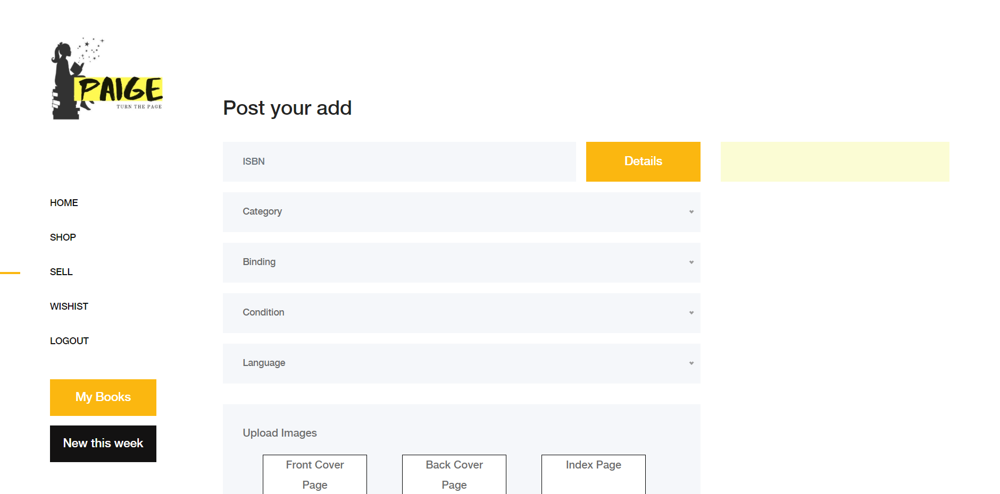 PAIGE
TURN THE PAGE
HOME
SHOP
SELL
WISHIST
LOGOUT
My Books
New this week
Post your add
ISBN
Details
Category
Binding
Condition
Language
Upload Images
Front Cover
Page
Back Cover
Page
Index Page